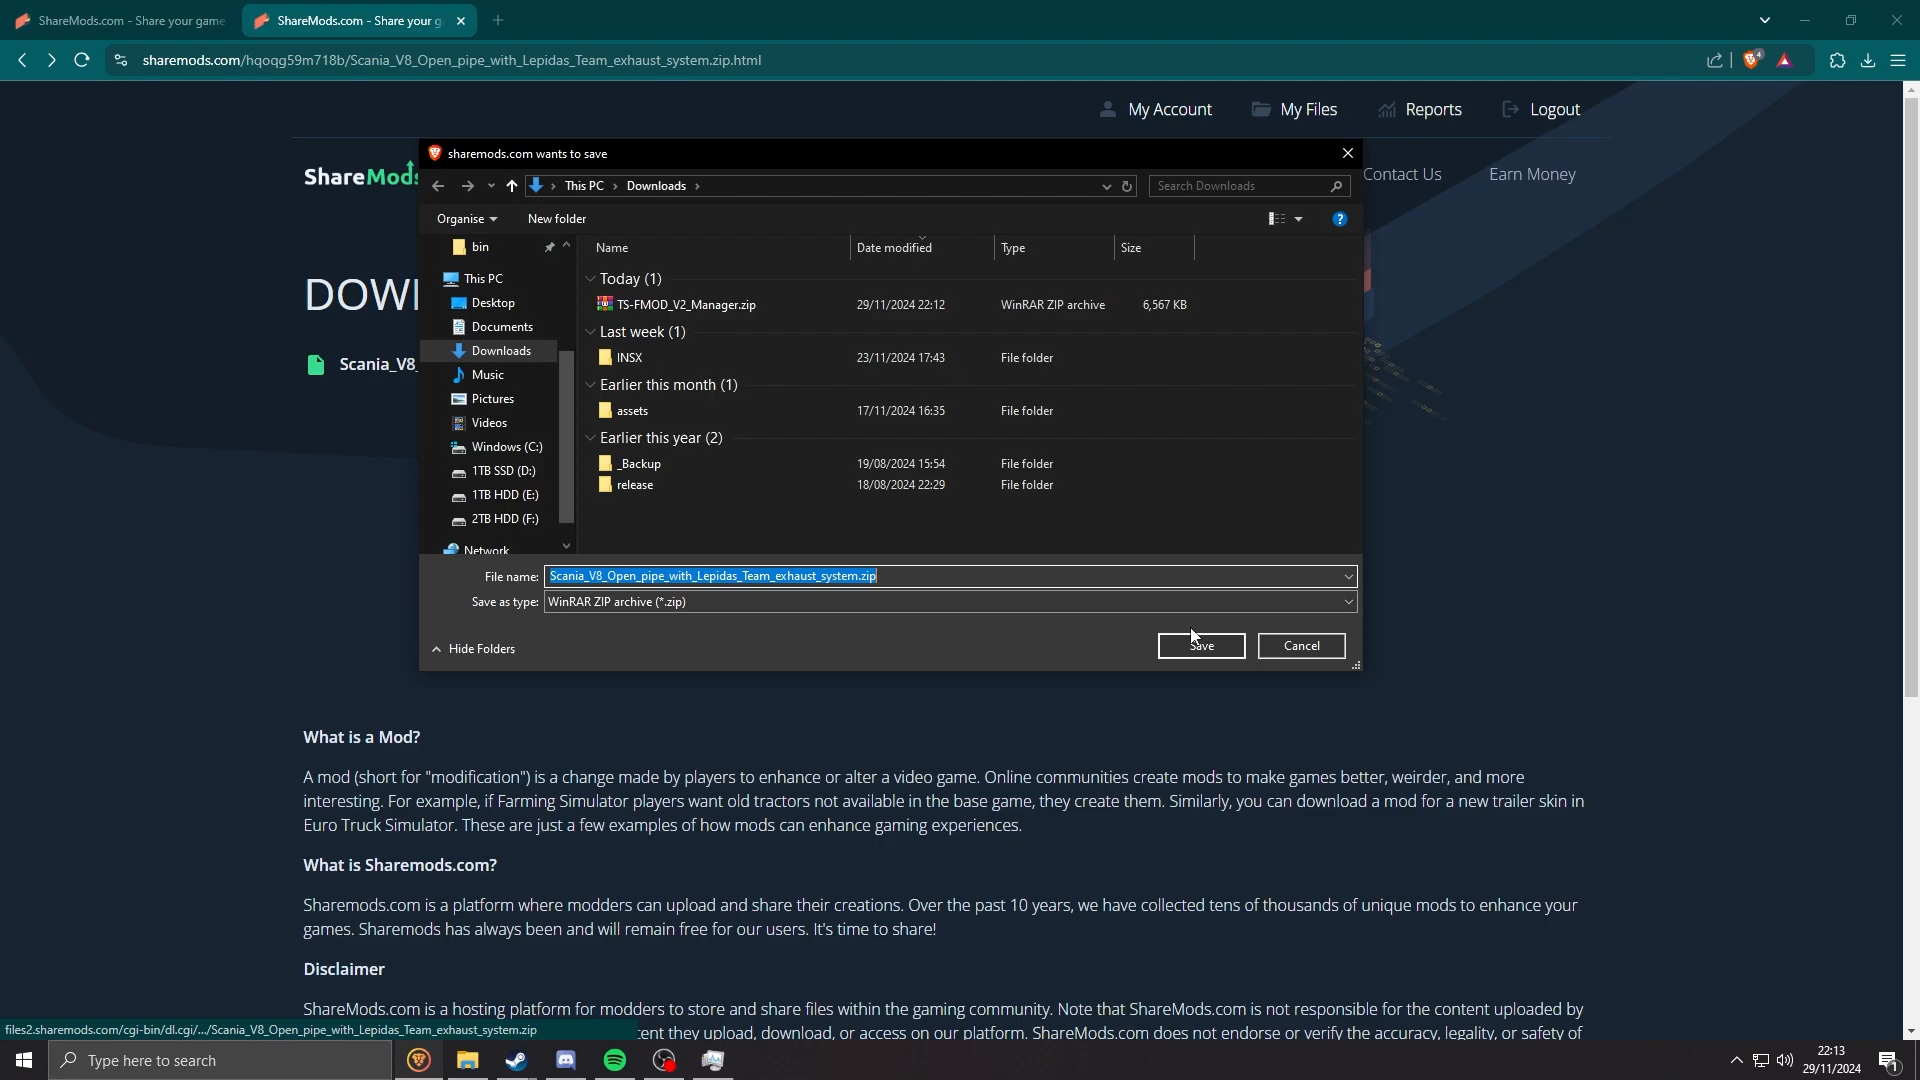 ShareMods.com - Share your game
ShareMods.com - Share your g
sharemods.com/hqoqg59m718b/Scania_V8_Open_pipe_with_Lepidas_Team_exhaust_system.zip.html
4
My Account
My Files
Reports
Logout
ShareMods
Contact Us
Earn Money
sharemods.com wants to save
This PC
Downloads
Search Downloads
Organise
New folder
bin
Name
Date modified
Type
Size
This PC
Desktop
Documents
Downloads
Music
Pictures
Videos
Windows (C:)
1TB SSD (D:)
1TB HDD (E:)
2TB HDD (F:)
Network
Today (1)
TS-FMOD_V2_Manager.zip 29/11/2024 22:12 WinRAR ZIP archive 6,567 KB
Last week (1)
INSX 23/11/2024 17:43 File folder
Earlier this month (1)
assets 17/11/2024 16:35 File folder
Earlier this year (2)
_Backup 19/08/2024 15:54 File folder
release 18/08/2024 22:29 File folder
DOW
Scania_V8_
File name: Scania_V8_Open_pipe_with_Lepidas_Team_exhaust_system.zip
Save as type: WinRAR ZIP archive (*.zip)
Hide Folders
Save
Cancel
What is a Mod?
A mod (short for "modification") is a change made by players to enhance or alter a video game. Online communities create mods to make games better, weirder, and more
interesting. For example, if Farming Simulator players want old tractors not available in the base game, they create them. Similarly, you can download a mod for a new trailer skin in
Euro Truck Simulator. These are just a few examples of how mods can enhance gaming experiences.
What is Sharemods.com?
Sharemods.com is a platform where modders can upload and share their creations. Over the past 10 years, we have collected tens of thousands of unique mods to enhance your
games. Sharemods has always been and will remain free for our users. It's time to share!
Disclaimer
ShareMods.com is a hosting platform for modders to store and share files within the gaming community. Note that ShareMods.com is not responsible for the content uploaded by
files2.sharemods.com/cgi-bin/dl.cgi/.../Scania_V8_Open_pipe_with_Lepidas_Team_exhaust_system.zip
ent they upload, download, or access on our platform. ShareMods.com does not endorse or verify the accuracy, legality, or safety of
Type here to search
22:13
29/11/2024
1